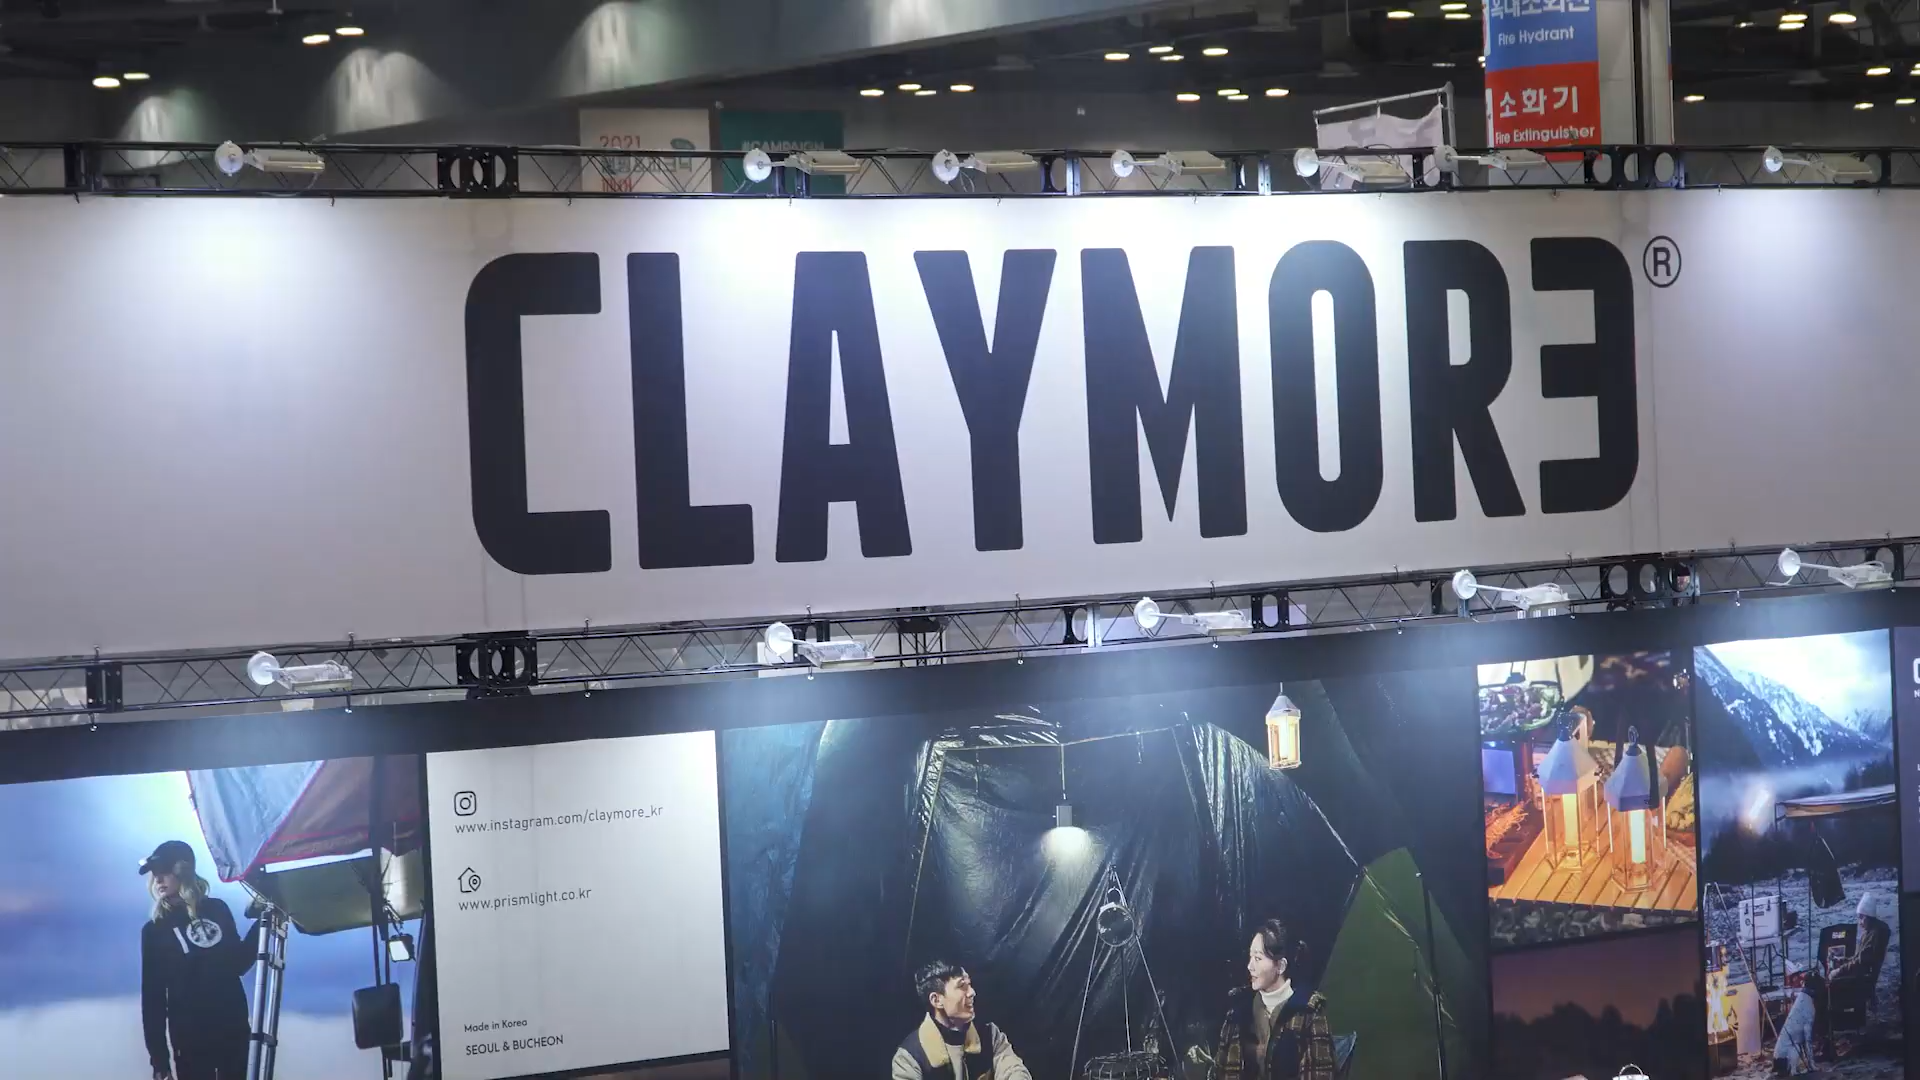 Fire Hydrant
소화기
Fire Extinguisher
2021
#CAMPAIGN
CLAYMORE®
www.instagram.com/claymore_kr
www.prismlight.co.kr
Made in Korea
SEOUL & BUCHEON